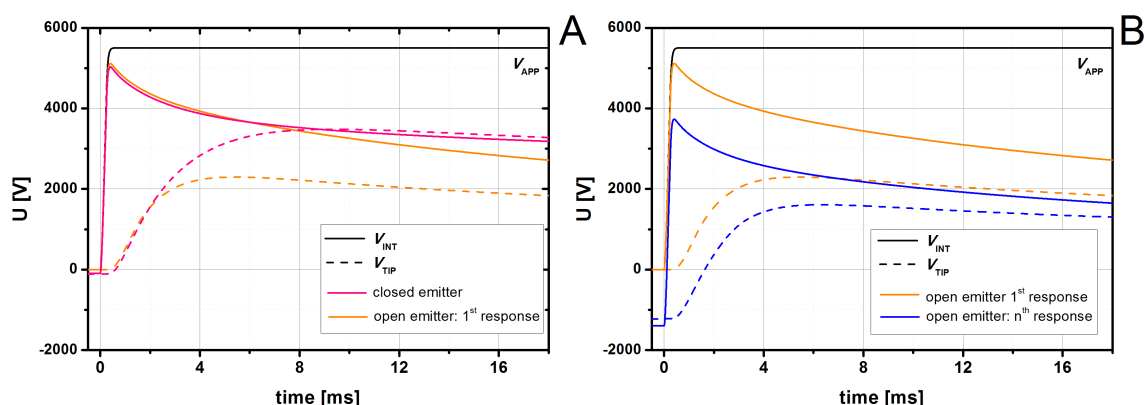 A
6000
4000
2000
0
-2000
U [V]
V_APP
V_INT
V_TIP
closed emitter
open emitter: 1st response
0 4 8 12 16
time [ms]
B
6000
4000
2000
0
-2000
U [V]
V_APP
V_INT
V_TIP
open emitter 1st response
open emitter: nth response
0 4 8 12 16
time [ms]